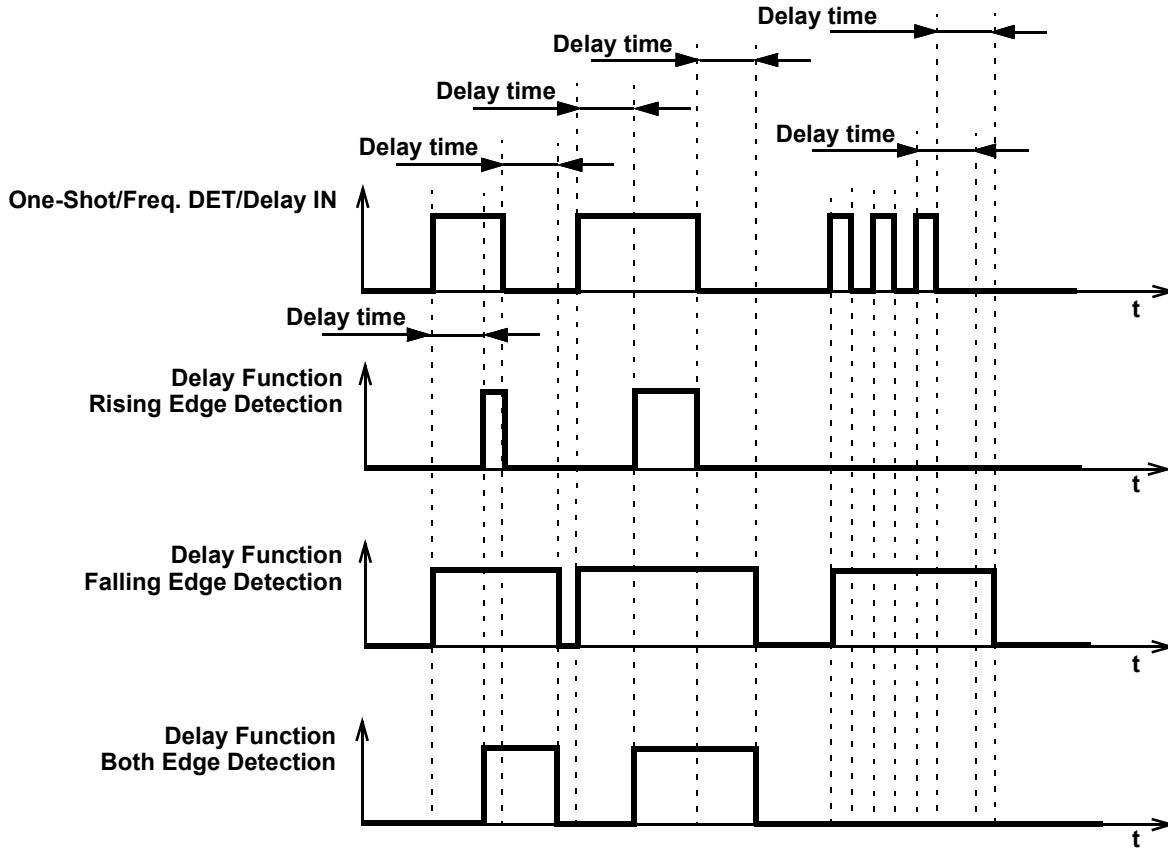 Delay time
Delay time
Delay time
Delay time
Delay time
One-Shot/Freq. DET/Delay IN
t
Delay time
Delay Function
Rising Edge Detection
t
Delay Function
Falling Edge Detection
t
Delay Function
Both Edge Detection
t